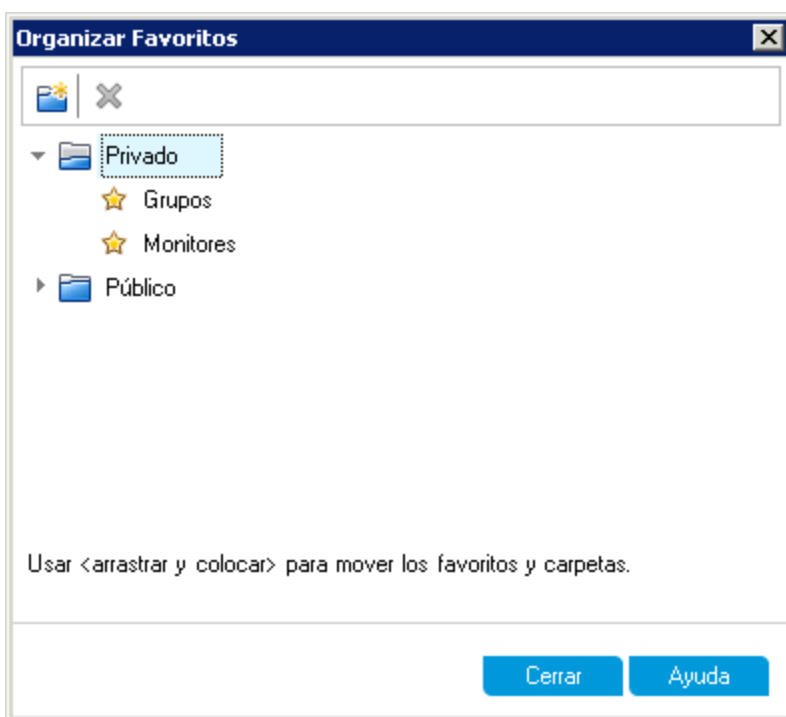 Organizar Favoritos
Privado
Grupos
Monitores
Público
Usar <arrastrar y colocar> para mover los favoritos y carpetas.
Cerrar Ayuda